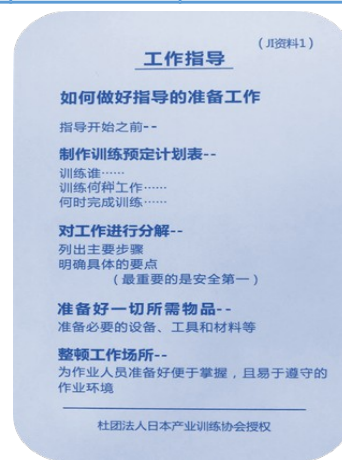 （JI资料1）
工作指导
如何做好指导的准备工作
指导开始之前--
制作训练预定计划表--
训练谁……
训练何种工作……
何时完成训练……
对工作进行分解--
列出主要步骤
明确具体的要点
（最重要的是安全第一）
准备好一切所需物品--
准备必要的设备、工具和材料等
整顿工作场所--
为作业人员准备好便于掌握，且易于遵守的
作业环境
社团法人日本产业训练协会授权